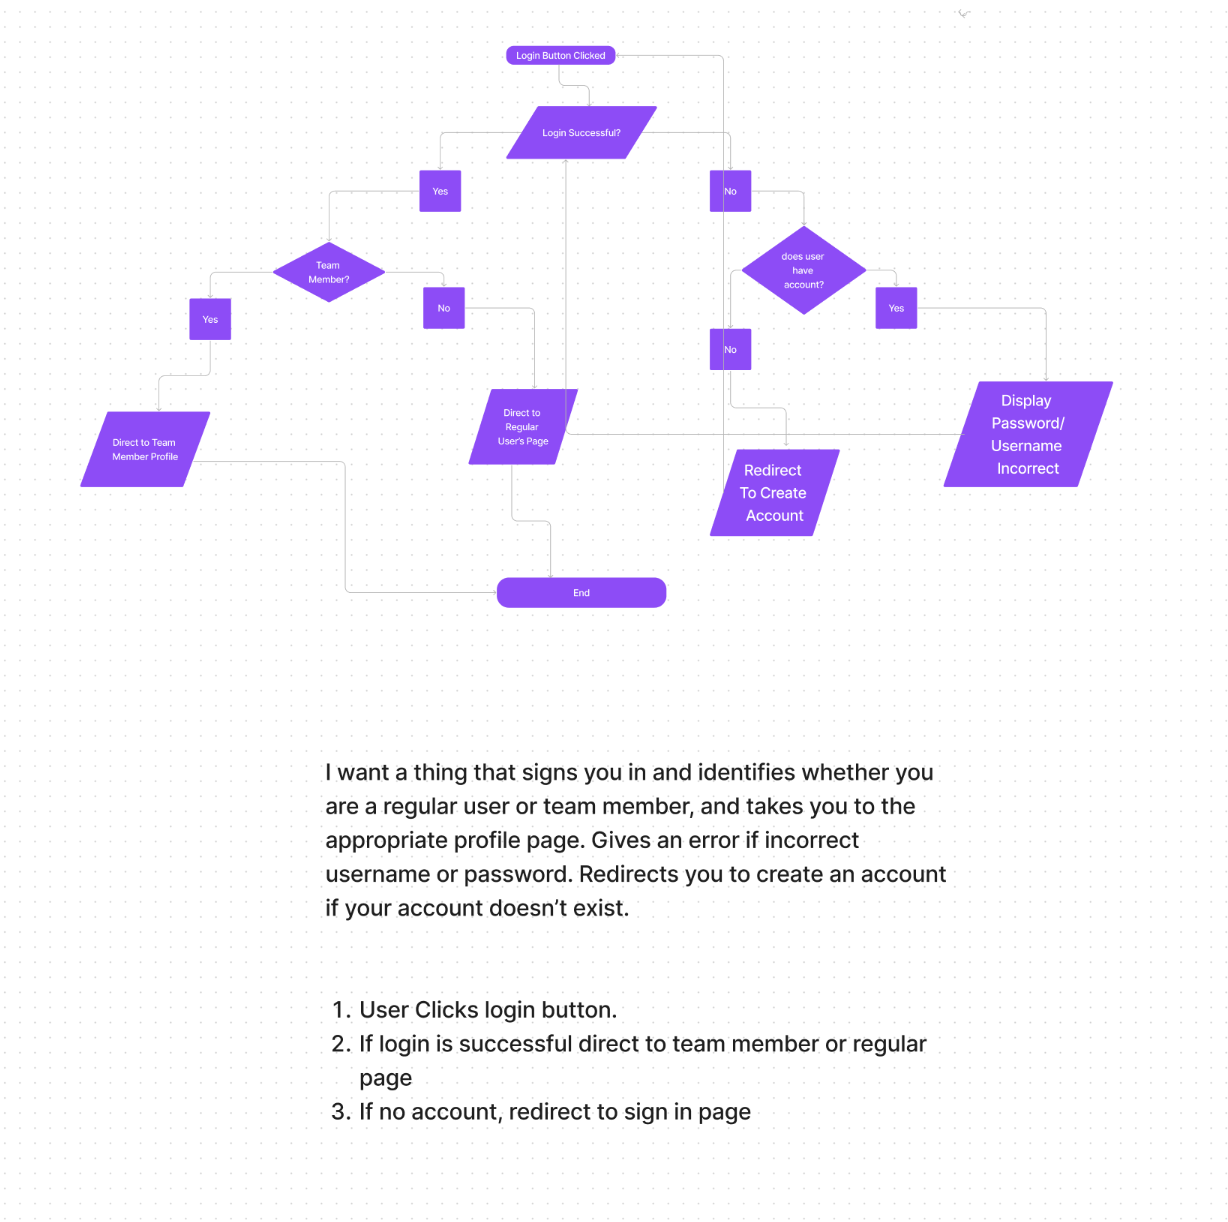 Login Button Clicked
Login Successful?
Yes
No
does user
have
account?
Team
Member?
Yes
No
Yes
No
Display
Password/
Username
Incorrect
Direct to
Regular
User's Page
Direct to Team
Member Profile
Redirect
To Create
Account
End
I want a thing that signs you in and identifies whether you
are a regular user or team member, and takes you to the
appropriate profile page. Gives an error if incorrect
username or password. Redirects you to create an account
if your account doesn’t exist.
1. User Clicks login button.
2. If login is successful direct to team member or regular
page
3. If no account, redirect to sign in page